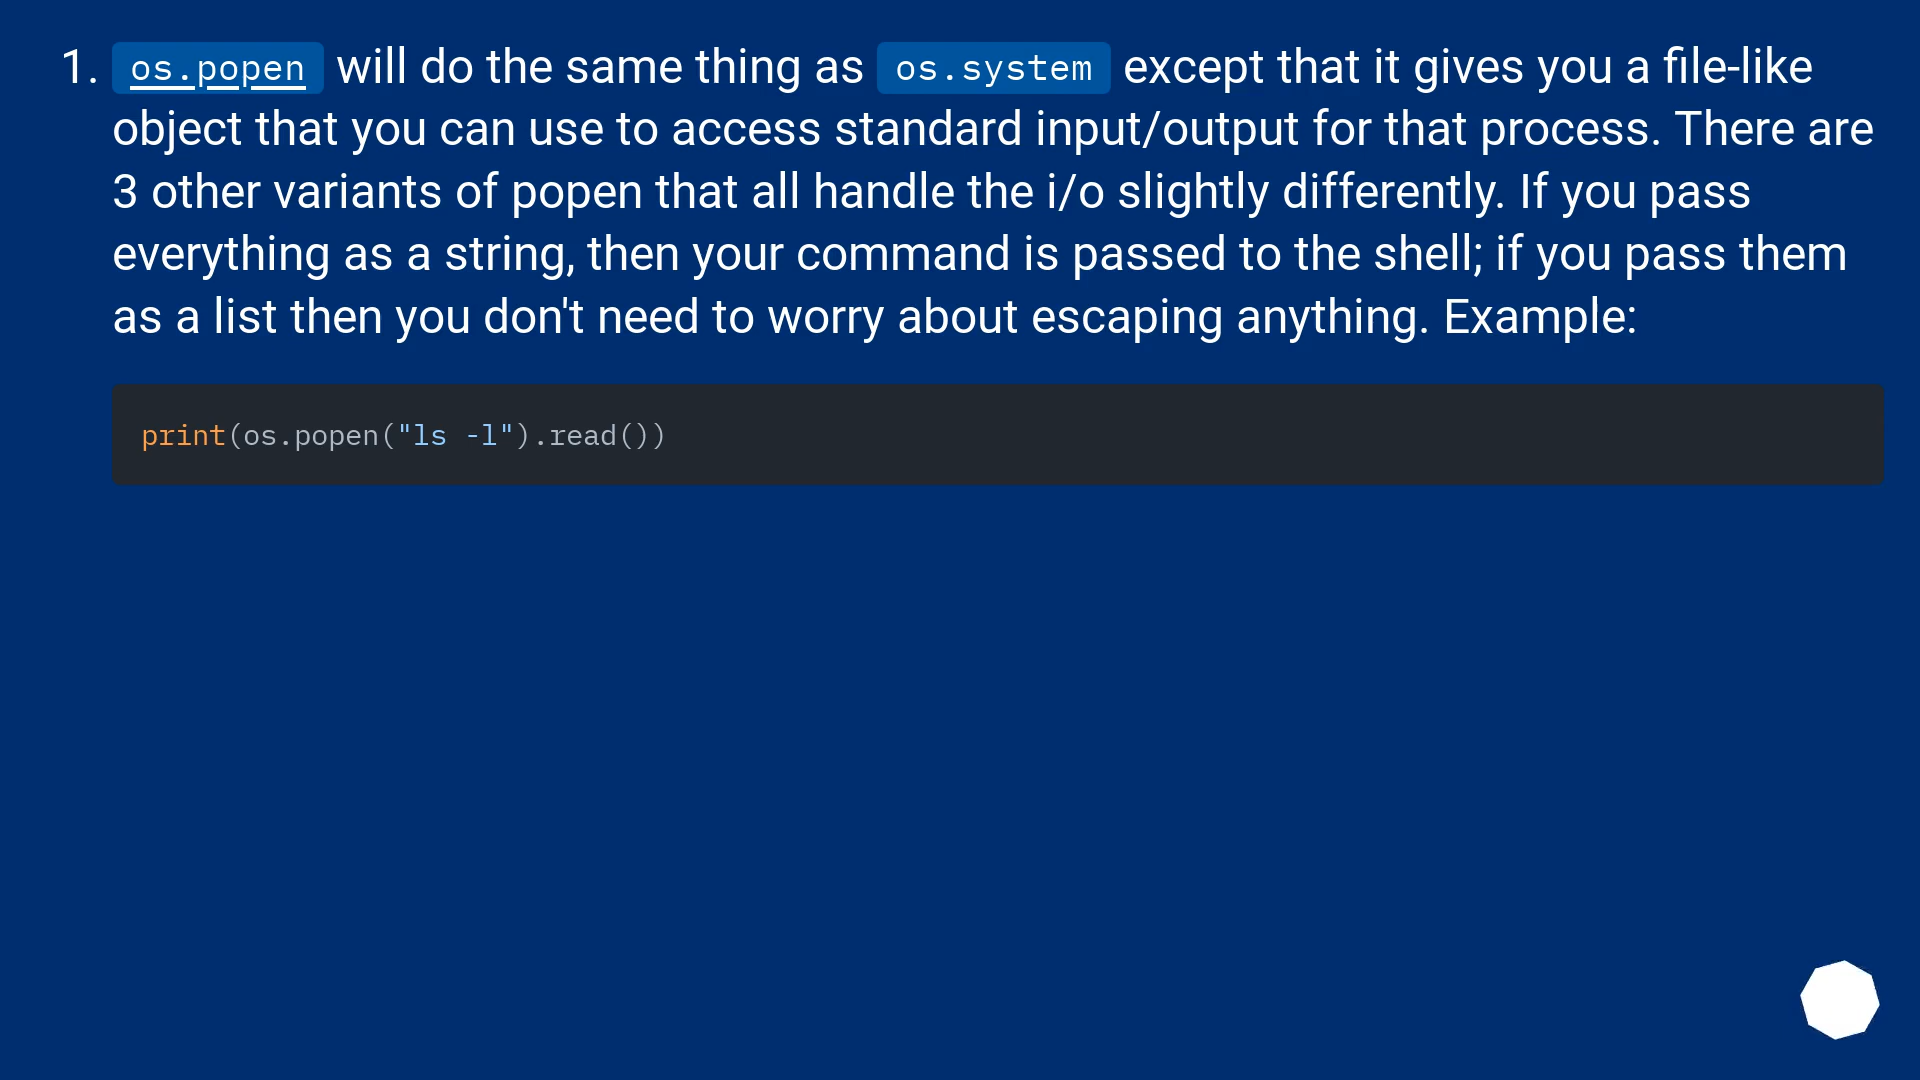 1. os.popen will do the same thing as os.system except that it gives you a file-like
object that you can use to access standard input/output for that process. There are
3 other variants of popen that all handle the i/o slightly differently. If you pass
everything as a string, then your command is passed to the shell; if you pass them
as a list then you don't need to worry about escaping anything. Example:
print(os.popen("ls -l").read())